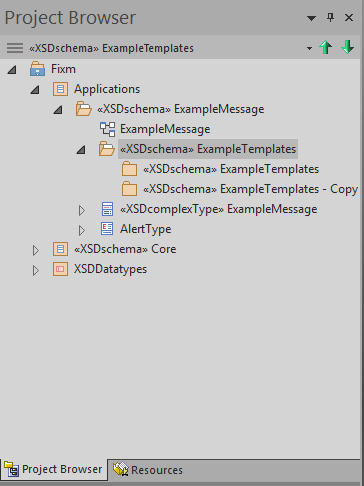 Project Browser
«XSDschema» ExampleTemplates
Fixm
Applications
«XSDschema» ExampleMessage
ExampleMessage
«XSDschema» ExampleTemplates
«XSDschema» ExampleTemplates
«XSDschema» ExampleTemplates - Copy
«XSDcomplexType» ExampleMessage
AlertType
«XSDschema» Core
XSDDatatypes
Project Browser Resources